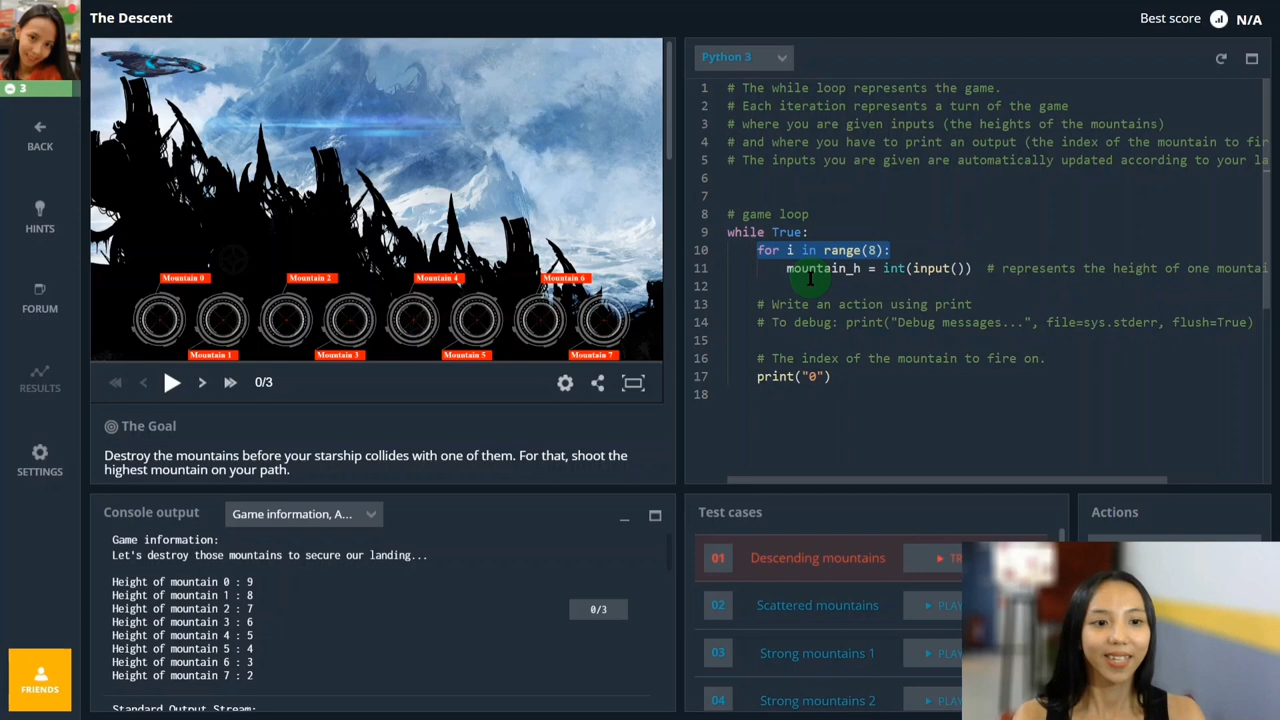 The Descent
Best score N/A
3
BACK
HINTS
FORUM
RESULTS
SETTINGS
FRIENDS
Mountain 0
Mountain 2
Mountain 4
Mountain 6
Mountain 1
Mountain 3
Mountain 5
Mountain 7
0/3
The Goal
Destroy the mountains before your starship collides with one of them. For that, shoot the
highest mountain on your path.
Console output
Game information, A...
Game information:
Let's destroy those mountains to secure our landing...
Height of mountain 0 : 9
Height of mountain 1 : 8
Height of mountain 2 : 7
Height of mountain 3 : 6
Height of mountain 4 : 5
Height of mountain 5 : 4
Height of mountain 6 : 3
Height of mountain 7 : 2
0/3
Python 3
1 # The while loop represents the game.
2 # Each iteration represents a turn of the game
3 # where you are given inputs (the heights of the mountains)
4 # and where you have to print an output (the index of the mountain to fir
5 # The inputs you are given are automatically updated according to your la
6
7
8 # game loop
9 while True:
10 for i in range(8):
11 mountain_h = int(input()) # represents the height of one mountai
12
13 # Write an action using print
14 # To debug: print("Debug messages...", file=sys.stderr, flush=True)
15
16 # The index of the mountain to fire on.
17 print("0")
18
Test cases
01 Descending mountains TR
02 Scattered mountains PLAY
03 Strong mountains 1 PLAY
04 Strong mountains 2 PLAY
Actions